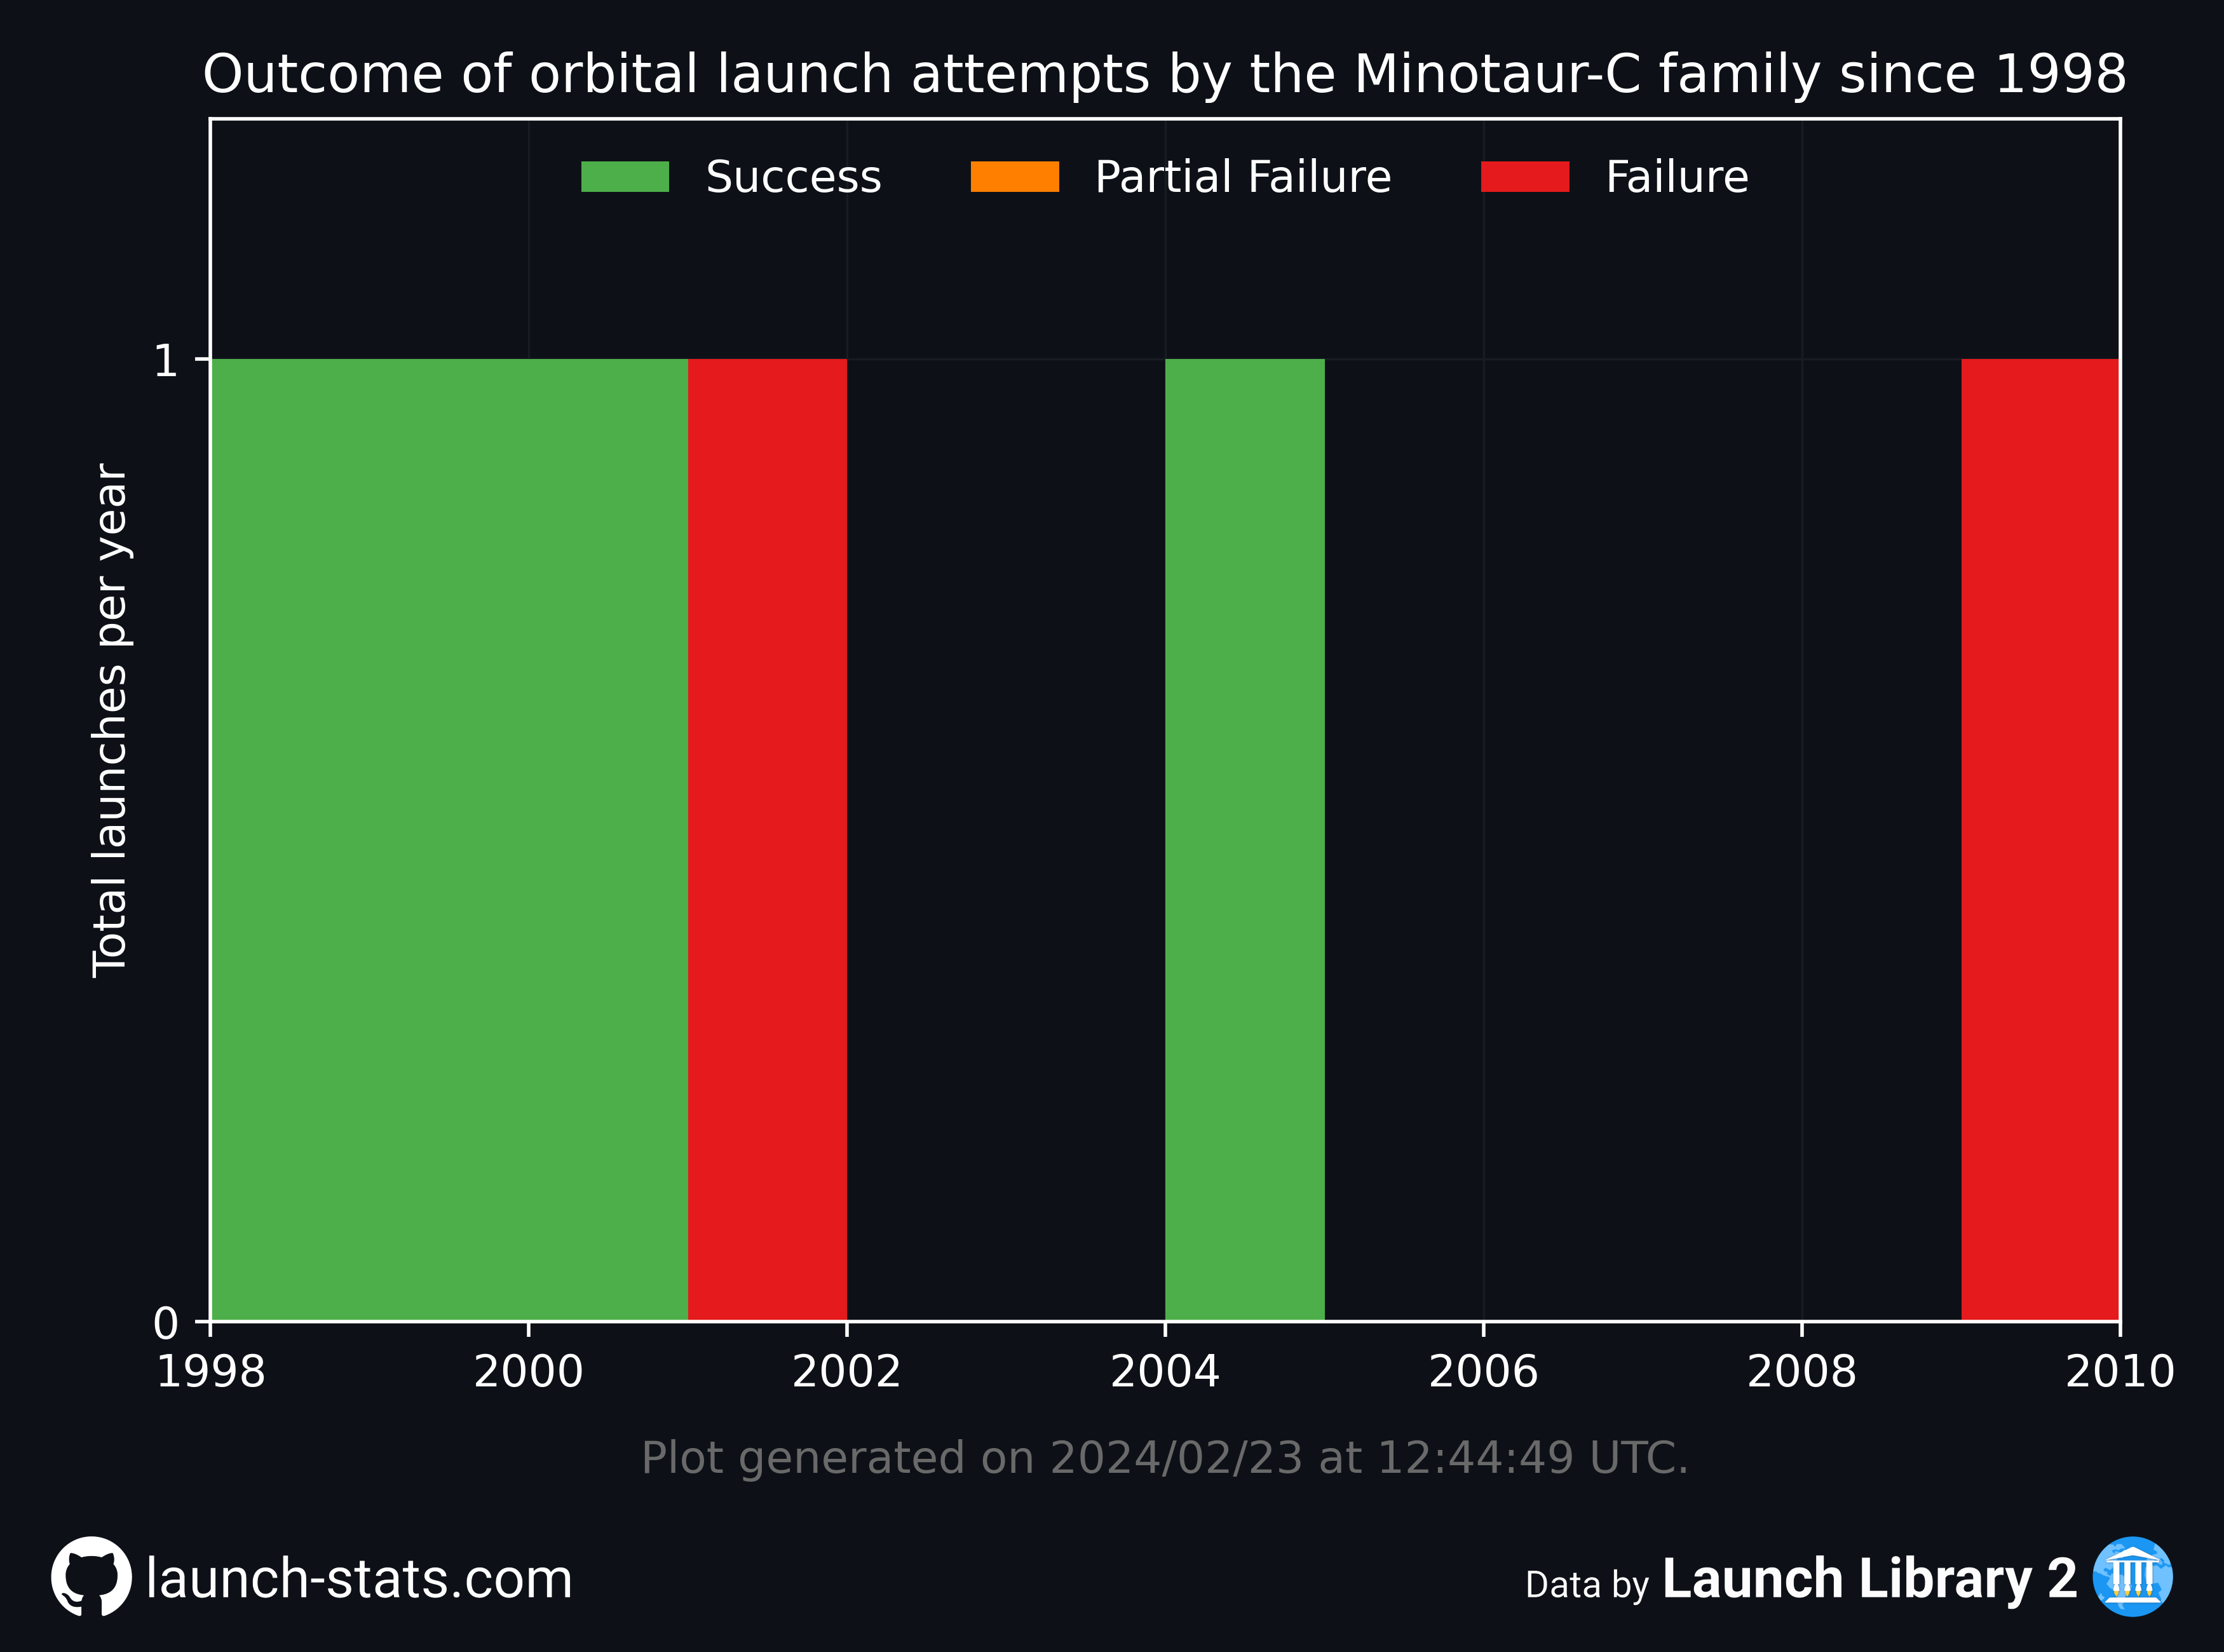 Outcome of orbital launch attempts by the Minotaur-C family since 1998
Success Partial Failure Failure
Total launches per year
1
0
1998 2000 2002 2004 2006 2008 2010
Plot generated on 2024/02/23 at 12:44:49 UTC.
launch-stats.com
Data by Launch Library 2